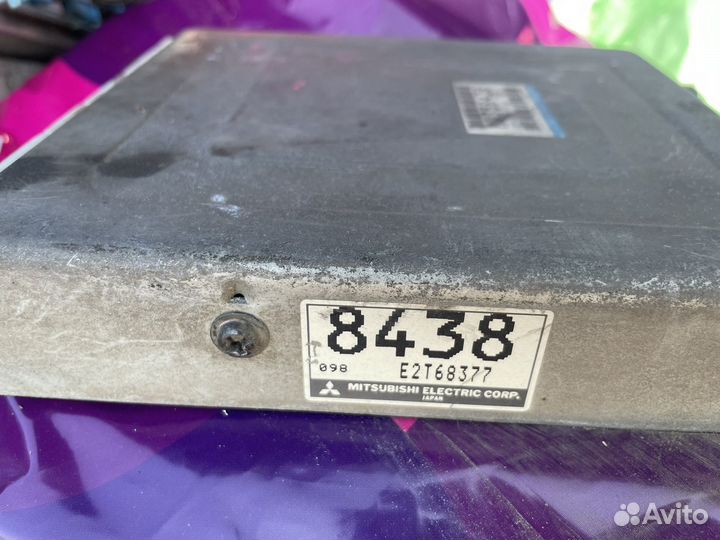 8438
098 E2T68377
MITSUBISHI ELECTRIC CORP.
JAPAN
Avito